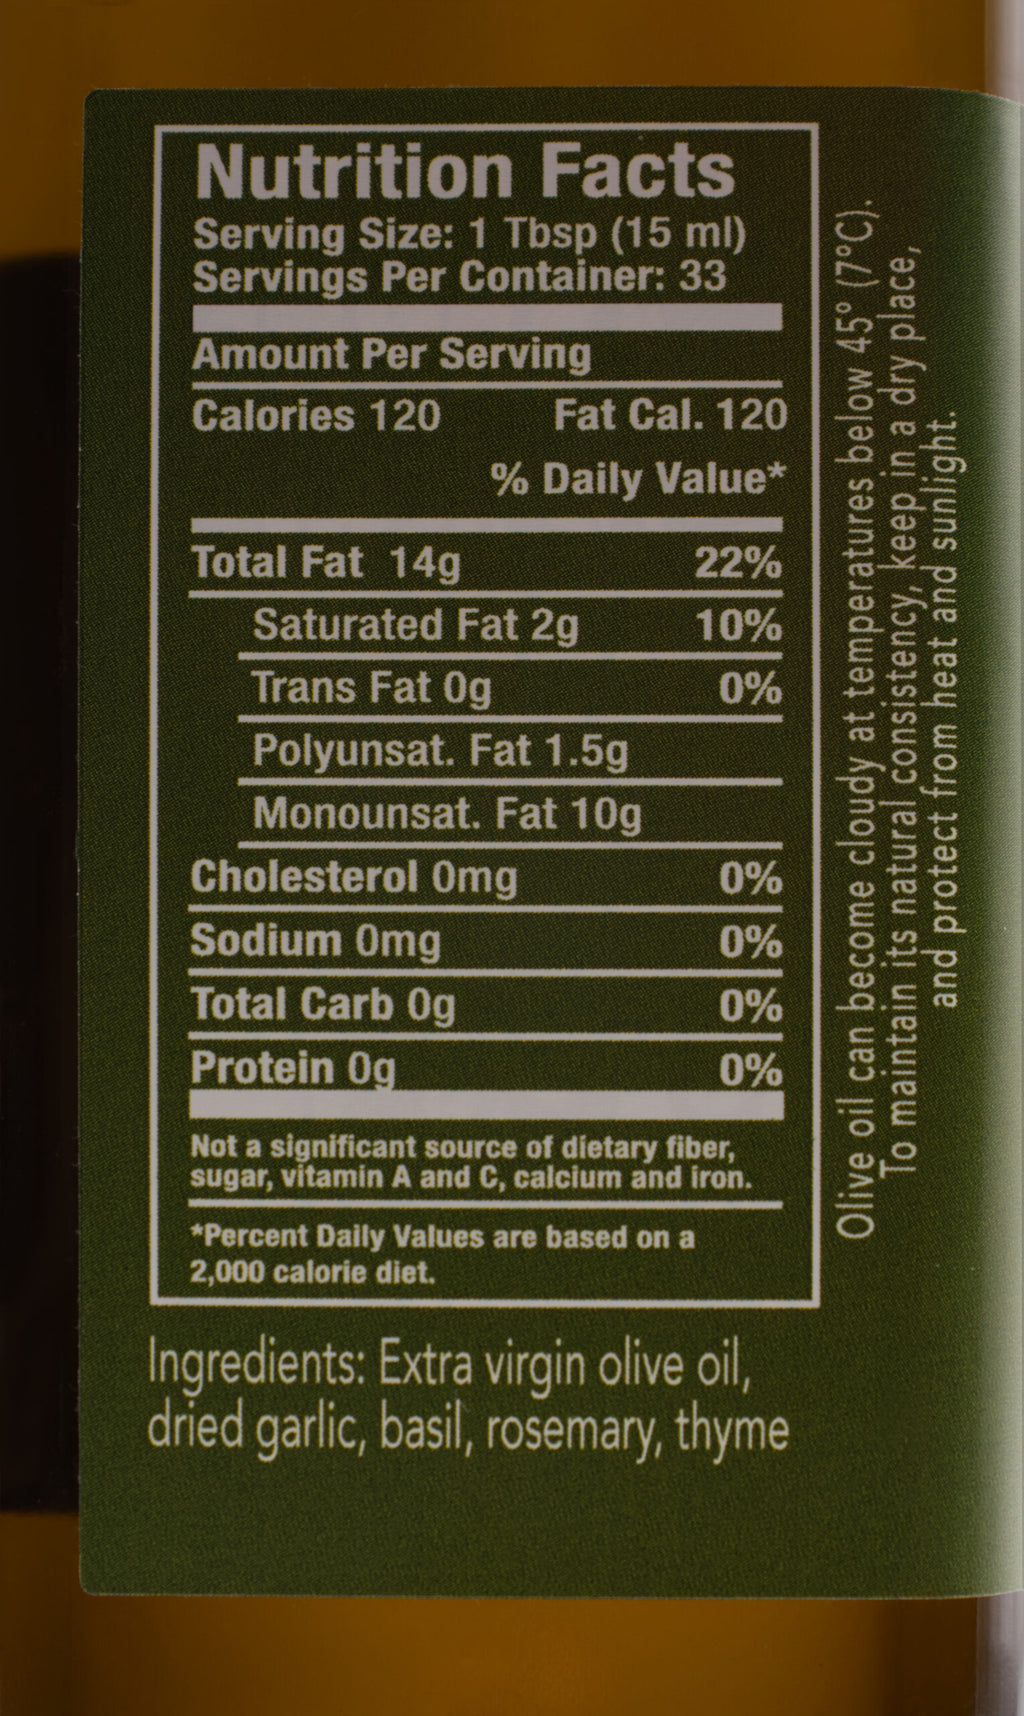 Nutrition Facts
Serving Size: 1 Tbsp (15 ml)
Servings Per Container: 33
Amount Per Serving
Calories 120 Fat Cal. 120
% Daily Value*
Total Fat 14g 22%
Saturated Fat 2g 10%
Trans Fat 0g 0%
Polyunsat. Fat 1.5g
Monounsat. Fat 10g
Cholesterol 0mg 0%
Sodium 0mg 0%
Total Carb 0g 0%
Protein 0g 0%
Not a significant source of dietary fiber,
sugar, vitamin A and C, calcium and iron.
*Percent Daily Values are based on a
2,000 calorie diet.
Ingredients: Extra virgin olive oil,
dried garlic, basil, rosemary, thyme
Olive oil can become cloudy at temperatures below 45° (7°C).
To maintain its natural consistency, keep in a dry place,
and protect from heat and sunlight.